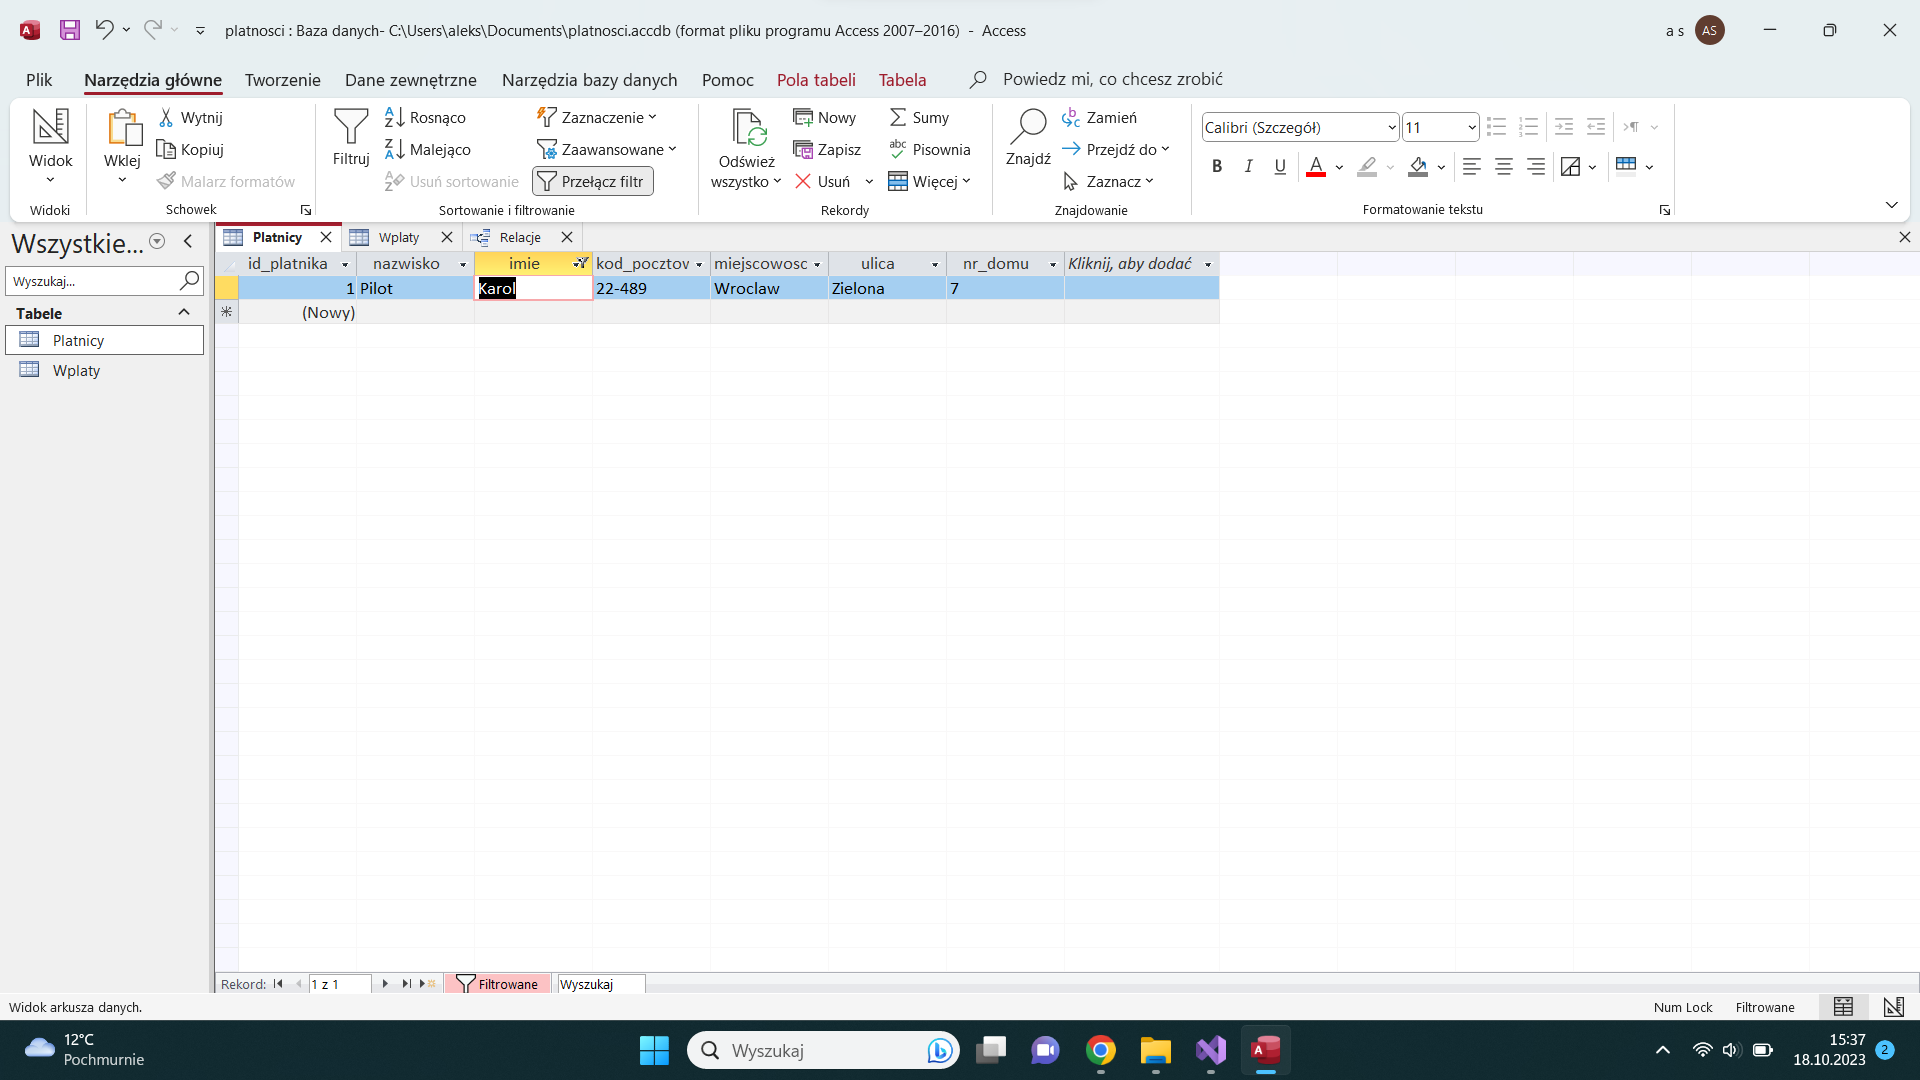 platnosci : Baza danych- C:\Users\aleks\Documents\platnosci.accdb (format pliku programu Access 2007–2016) - Access
a s AS
Plik Narzędzia główne Tworzenie Dane zewnętrzne Narzędzia bazy danych Pomoc Pola tabeli Tabela Powiedz mi, co chcesz zrobić
Widok
Widoki
Wklej
Wytnij
Kopiuj
Malarz formatów
Schowek
Filtruj
Rosnąco
Malejąco
Usuń sortowanie
Zaznaczenie
Zaawansowane
Przełącz filtr
Sortowanie i filtrowanie
Odśwież
wszystko
Nowy
Zapisz
Usuń
Sumy
Pisownia
Więcej
Rekordy
Znajdź
Zamień
Przejdź do
Zaznacz
Znajdowanie
Calibri (Szczegół) 11
B I U A
Formatowanie tekstu
Wszystkie...
Wyszukaj...
Tabele
Platnicy
Wplaty
Platnicy Wplaty Relacje
id_platnika nazwisko imie kod_pocztov miejscowosc ulica nr_domu Kliknij, aby dodać
1 Pilot Karol 22-489 Wroclaw Zielona 7
(Nowy)
Rekord: 1 z 1 Filtrowane Wyszukaj
Widok arkusza danych. Num Lock Filtrowane
12°C
Pochmurnie
Wyszukaj
15:37
18.10.2023
2